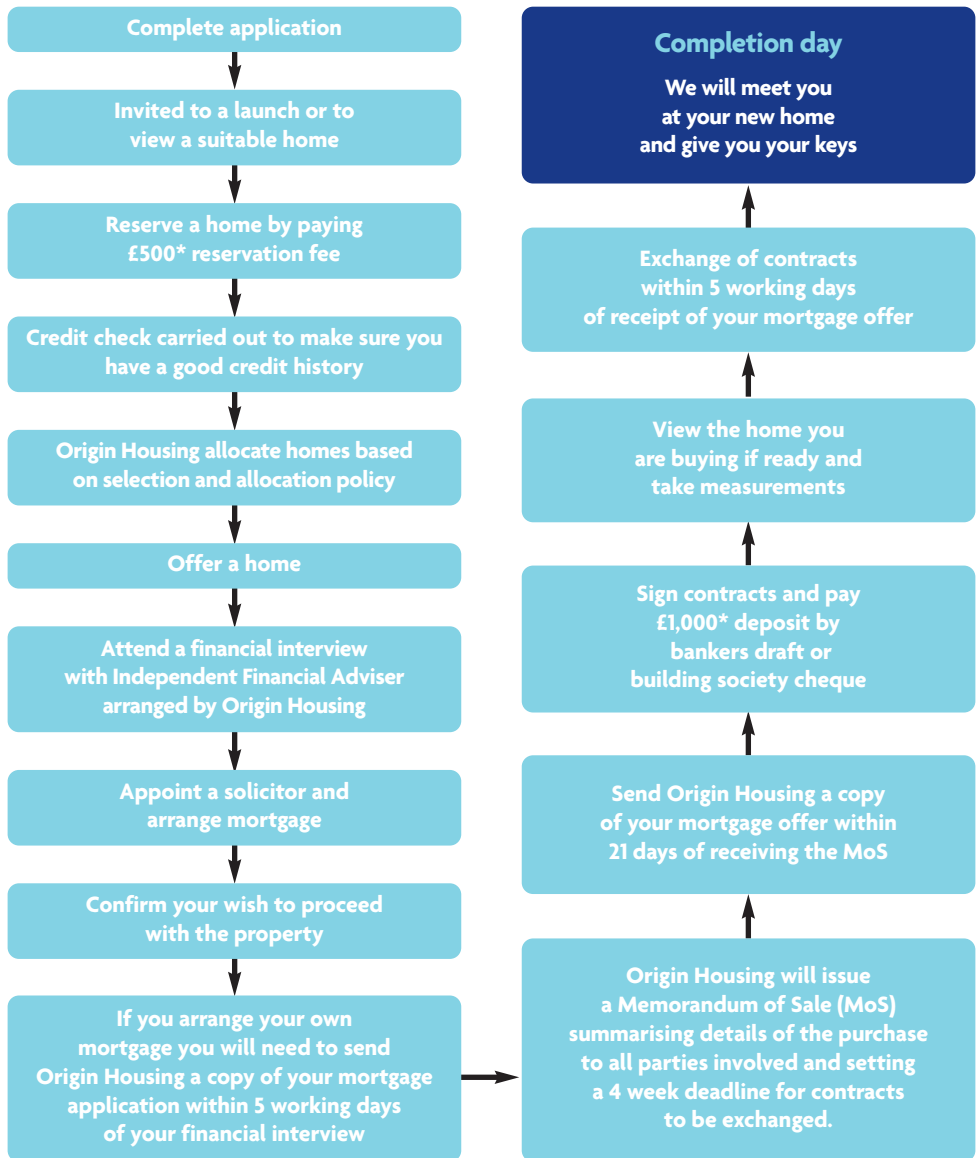 Complete application
Invited to a launch or to
view a suitable home
Reserve a home by paying
£500* reservation fee
Credit check carried out to make sure you
have a good credit history
Origin Housing allocate homes based
on selection and allocation policy
Offer a home
Attend a financial interview
with Independent Financial Adviser
arranged by Origin Housing
Appoint a solicitor and
arrange mortgage
Confirm your wish to proceed
with the property
If you arrange your own
mortgage you will need to send
Origin Housing a copy of your mortgage
application within 5 working days
of your financial interview
Origin Housing will issue
a Memorandum of Sale (MoS)
summarising details of the purchase
to all parties involved and setting
a 4 week deadline for contracts
to be exchanged.
Send Origin Housing a copy
of your mortgage offer within
21 days of receiving the MoS
Sign contracts and pay
£1,000* deposit by
bankers draft or
building society cheque
View the home you
are buying if ready and
take measurements
Exchange of contracts
within 5 working days
of receipt of your mortgage offer
Completion day
We will meet you
at your new home
and give you your keys